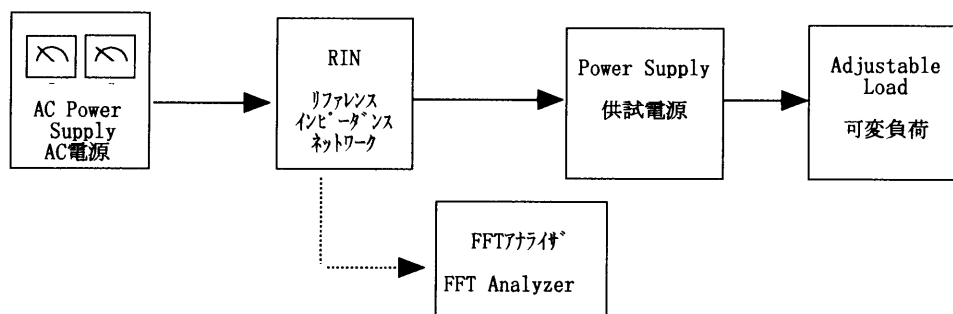 AC Power
Supply
AC電源
RIN
リファレンス
インピーダンス
ネットワーク
Power Supply
供試電源
Adjustable
Load
可変負荷
FFTアナライザ
FFT Analyzer